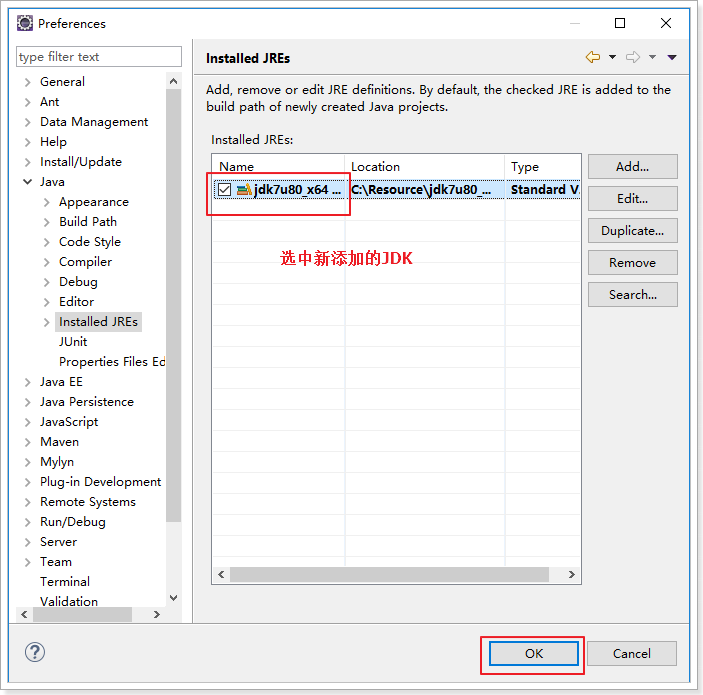 Preferences
type filter text
General
Ant
Data Management
Help
Install/Update
Java
Appearance
Build Path
Code Style
Compiler
Debug
Editor
Installed JREs
JUnit
Properties Files Ed
Java EE
Java Persistence
JavaScript
Maven
Mylyn
Plug-in Development
Remote Systems
Run/Debug
Server
Team
Terminal
Validation
Installed JREs
Add, remove or edit JRE definitions. By default, the checked JRE is added to the
build path of newly created Java projects.
Installed JREs:
Name Location Type
jdk7u80_x64 ... C:\Resource\jdk7u80_... Standard V.
选中新添加的JDK
Add...
Edit...
Duplicate...
Remove
Search...
?
OK Cancel